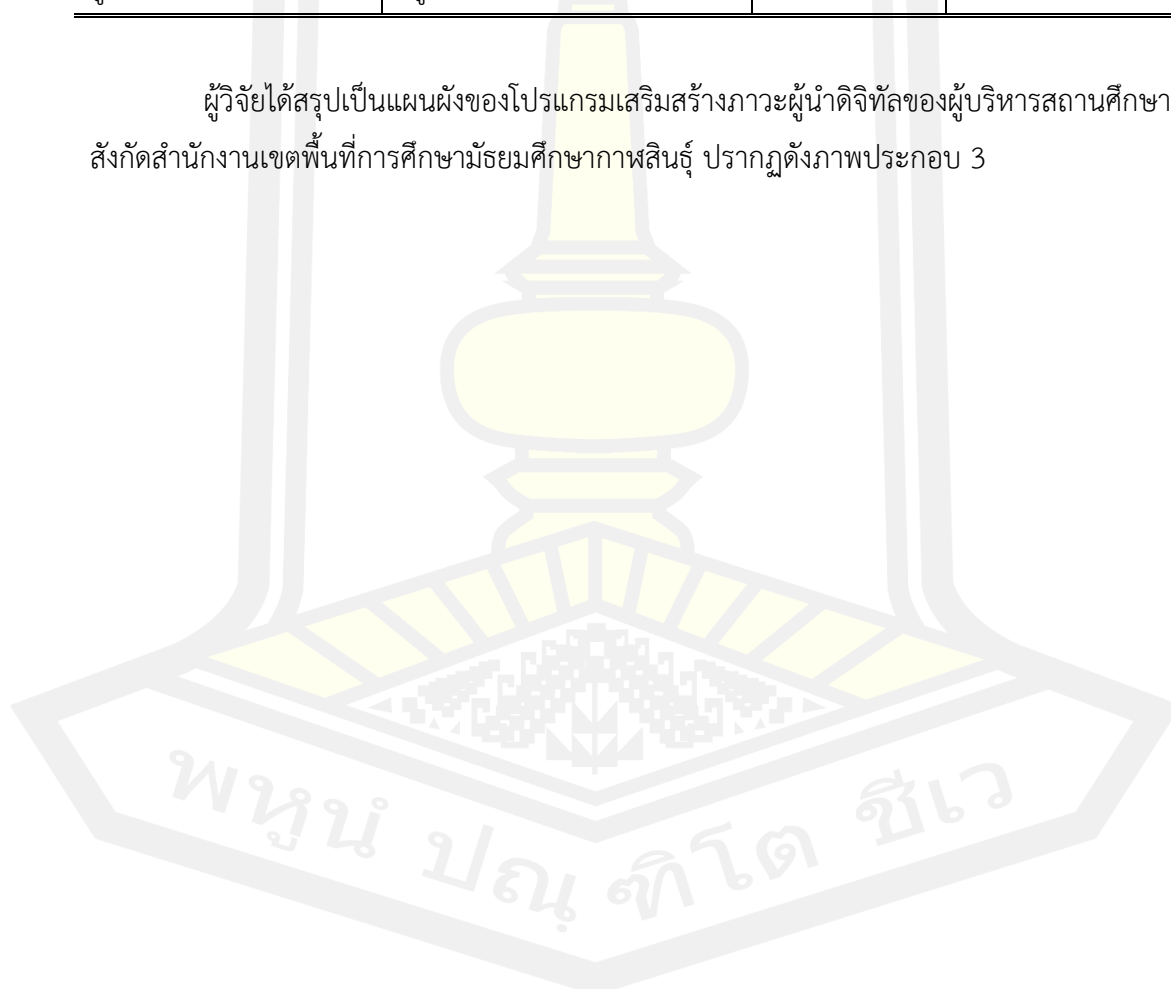 ผู้วิจัยได้สรุปเป็นแผนผังของโปรแกรมเสริมสร้างภาวะผู้นำดิจิทัลของผู้บริหารสถานศึกษา
สังกัดสำนักงานเขตพื้นที่การศึกษามัธยมศึกษากาฬสินธุ์ ปรากฏดังภาพประกอบ 3
พหูนํ ปณฺ ฑิโต ชีเว